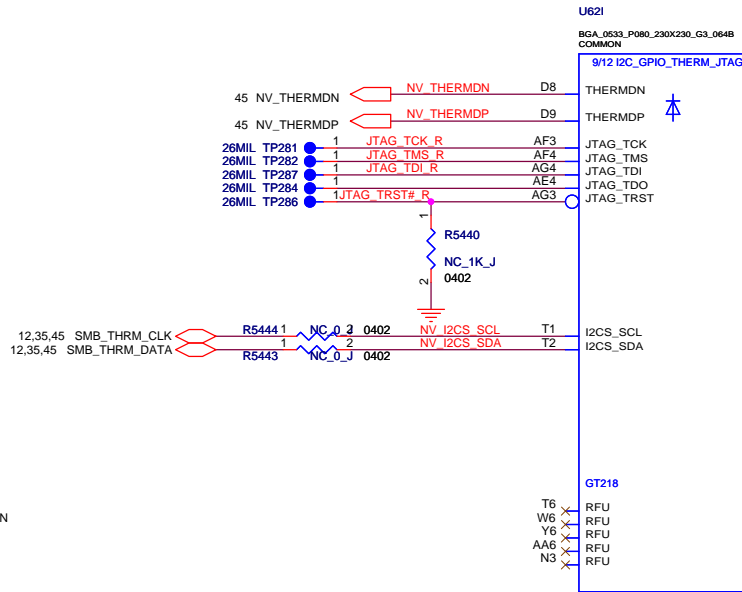 U62I
BGA_0533_P080_230X230_G3_064B
COMMON
9/12 I2C_GPIO_THERM_JTAG
45 NV_THERMDN NV_THERMDN D8 THERMDN
45 NV_THERMDP NV_THERMDP D9 THERMDP
26MIL TP281 1 JTAG_TCK_R AF3 JTAG_TCK
26MIL TP282 1 JTAG_TMS_R AF4 JTAG_TMS
26MIL TP287 1 JTAG_TDI_R AG4 JTAG_TDI
26MIL TP284 1 AE4 JTAG_TDO
26MIL TP286 1 JTAG_TRST#_R AG3 JTAG_TRST
1
R5440
NC_1K_J
2 0402
12,35,45 SMB_THRM_CLK R5444 1 NC_0_J 2 0402 NV_I2CS_SCL T1 I2CS_SCL
12,35,45 SMB_THRM_DATA 1 2 NV_I2CS_SDA T2 I2CS_SDA
R5443 NC_0_J 0402
GT218
T6 RFU
N
W6 RFU
Y6 RFU
AA6 RFU
N3 RFU